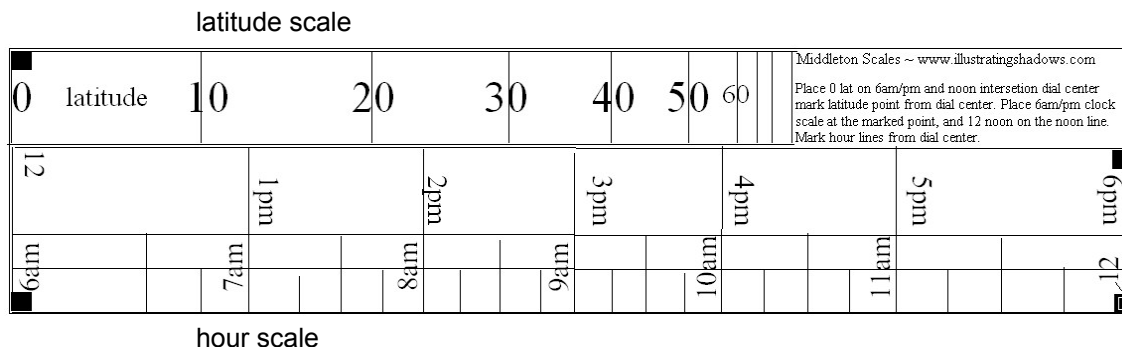 latitude scale
0 latitude 10 20 30 40 50 60
Middleton Scales ~ www.illustratingshadows.com
Place 0 lat on 6am/pm and noon intersetion dial center
mark latitude point from dial center. Place 6am/pm clock
scale at the marked point, and 12 noon on the noon line.
Mark hour lines from dial center.
12 1pm 2pm 3pm 4pm 5pm 6pm
6am 7am 8am 9am 10am 11am 12
hour scale